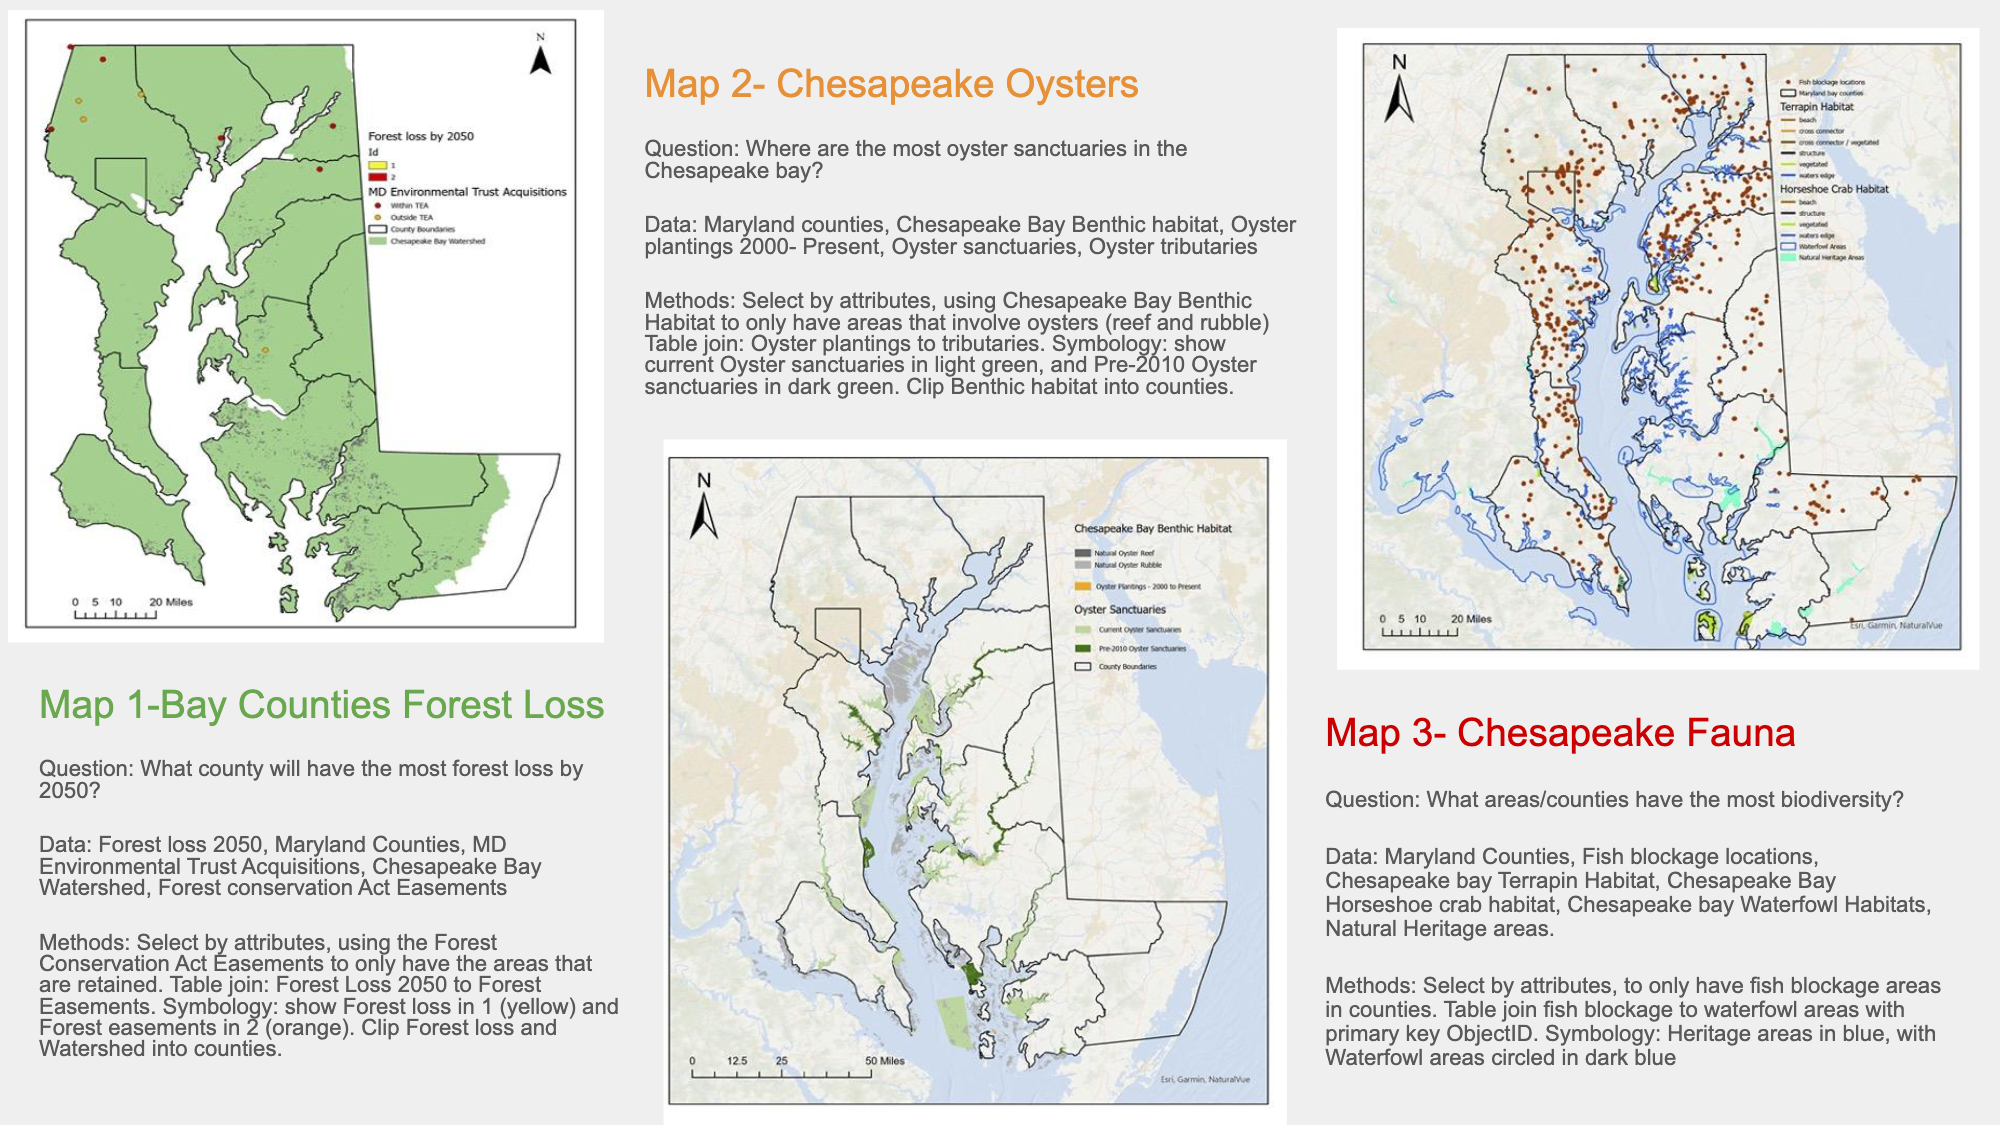 N
Forest loss by 2050
Id
1
2
MD Environmental Trust Acquisitions
Within TEA
Outside TEA
County Boundaries
Chesapeake Bay Watershed
0 5 10 20 Miles
Map 1-Bay Counties Forest Loss
Question: What county will have the most forest loss by
2050?
Data: Forest loss 2050, Maryland Counties, MD
Environmental Trust Acquisitions, Chesapeake Bay
Watershed, Forest conservation Act Easements
Methods: Select by attributes, using the Forest
Conservation Act Easements to only have the areas that
are retained. Table join: Forest Loss 2050 to Forest
Easements. Symbology: show Forest loss in 1 (yellow) and
Forest easements in 2 (orange). Clip Forest loss and
Watershed into counties.
Map 2- Chesapeake Oysters
Question: Where are the most oyster sanctuaries in the
Chesapeake bay?
Data: Maryland counties, Chesapeake Bay Benthic habitat, Oyster
plantings 2000- Present, Oyster sanctuaries, Oyster tributaries
Methods: Select by attributes, using Chesapeake Bay Benthic
Habitat to only have areas that involve oysters (reef and rubble)
Table join: Oyster plantings to tributaries. Symbology: show
current Oyster sanctuaries in light green, and Pre-2010 Oyster
sanctuaries in dark green. Clip Benthic habitat into counties.
N
Chesapeake Bay Benthic Habitat
Natural Oyster Reef
Natural Oyster Rubble
Oyster Plantings - 2000 to Present
Oyster Sanctuaries
Current Oyster Sanctuaries
Pre-2010 Oyster Sanctuaries
County Boundaries
0 12.5 25 50 Miles
Esri, Garmin, NaturalVue
N
Fish blockage locations
Maryland bay counties
Terrapin Habitat
beach
cross connector
cross connector / vegetated
structure
vegetated
waters edge
Horseshoe Crab Habitat
beach
structure
vegetated
waters edge
Waterfowl Areas
Natural Heritage Areas
0 5 10 20 Miles
Esri, Garmin, NaturalVue
Map 3- Chesapeake Fauna
Question: What areas/counties have the most biodiversity?
Data: Maryland Counties, Fish blockage locations,
Chesapeake bay Terrapin Habitat, Chesapeake Bay
Horseshoe crab habitat, Chesapeake bay Waterfowl Habitats,
Natural Heritage areas.
Methods: Select by attributes, to only have fish blockage areas
in counties. Table join fish blockage to waterfowl areas with
primary key ObjectID. Symbology: Heritage areas in blue, with
Waterfowl areas circled in dark blue